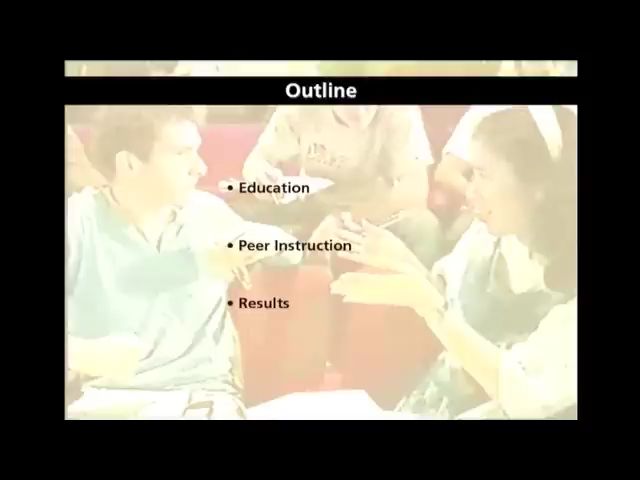 Outline
• Education
• Peer Instruction
• Results